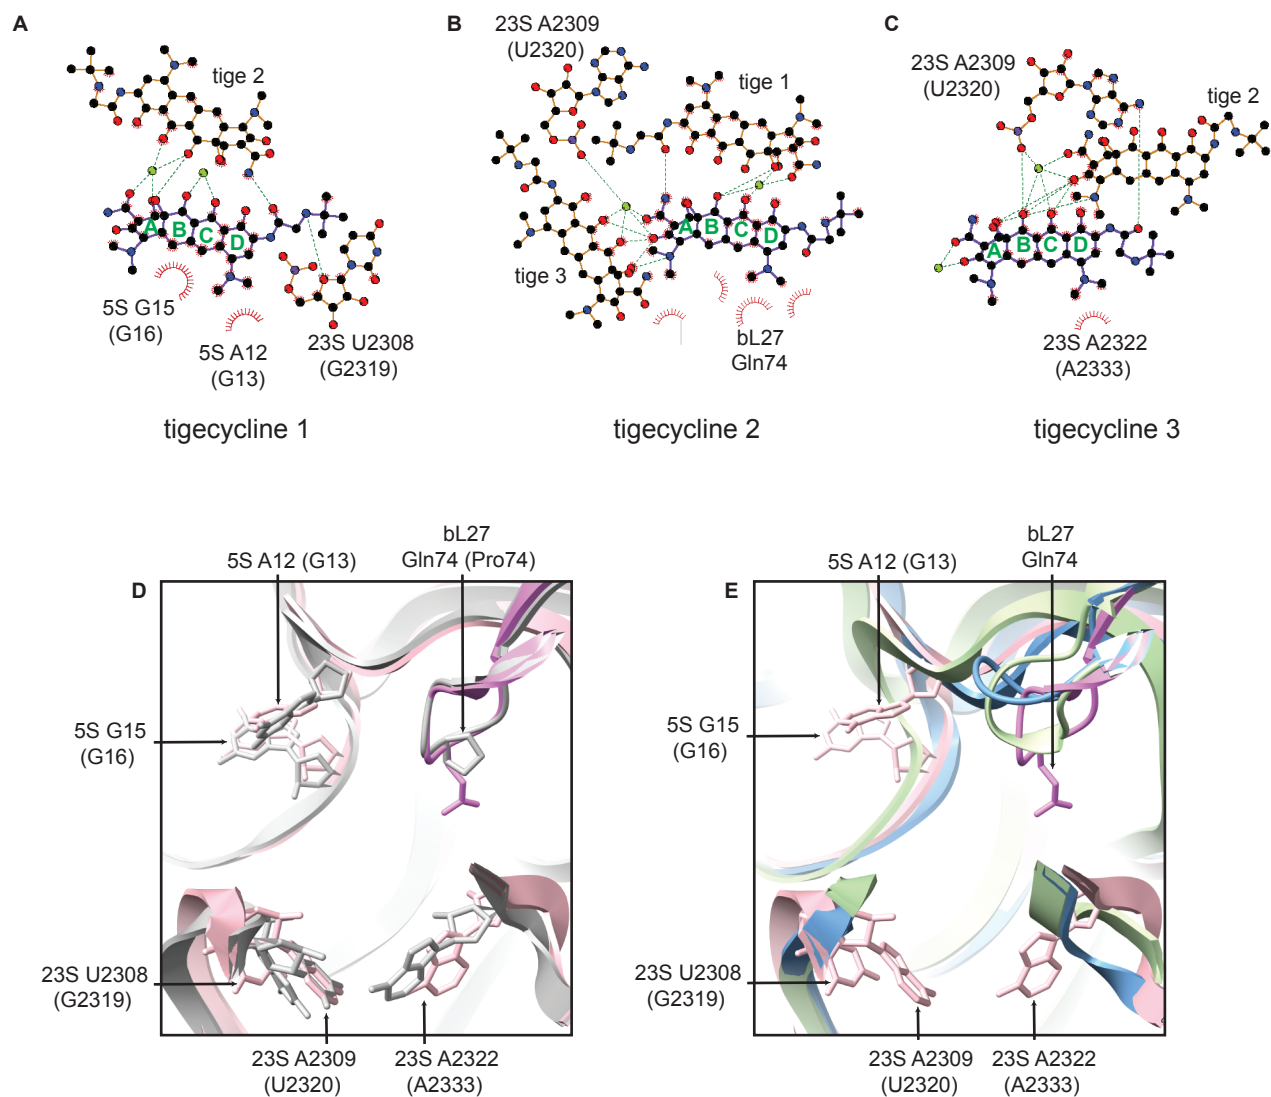 A
tige 2
A
B
C
D
5S G15
(G16)
5S A12
(G13)
23S U2308
(G2319)
tigecycline 1
B
23S A2309
(U2320)
tige 1
A
B
C
D
tige 3
bL27
Gln74
tigecycline 2
C
23S A2309
(U2320)
tige 2
A
B
C
D
23S A2322
(A2333)
tigecycline 3
D
5S A12 (G13)
bL27
Gln74 (Pro74)
5S G15
(G16)
23S U2308
(G2319)
23S A2309
(U2320)
23S A2322
(A2333)
E
5S A12 (G13)
bL27
Gln74
5S G15
(G16)
23S U2308
(G2319)
23S A2309
(U2320)
23S A2322
(A2333)